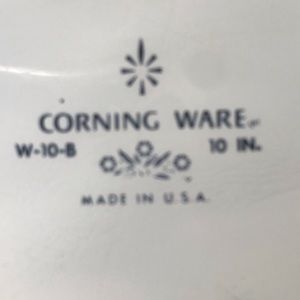 CORNING WARE
W-10-B 10 IN.
MADE IN U.S.A.